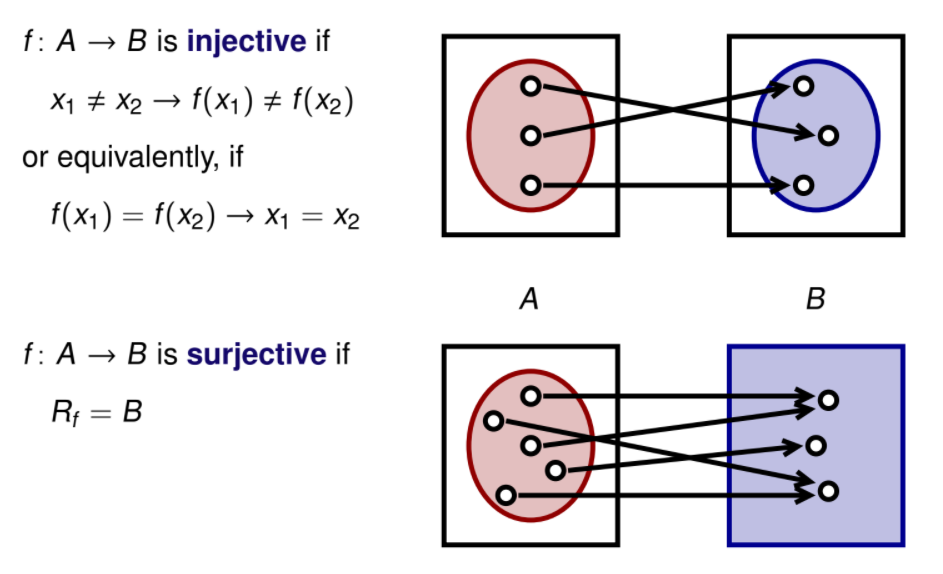 f: A → B is injective if
x₁ ≠ x₂ → f(x₁) ≠ f(x₂)
or equivalently, if
f(x₁) = f(x₂) → x₁ = x₂
A B
f: A → B is surjective if
R_f = B